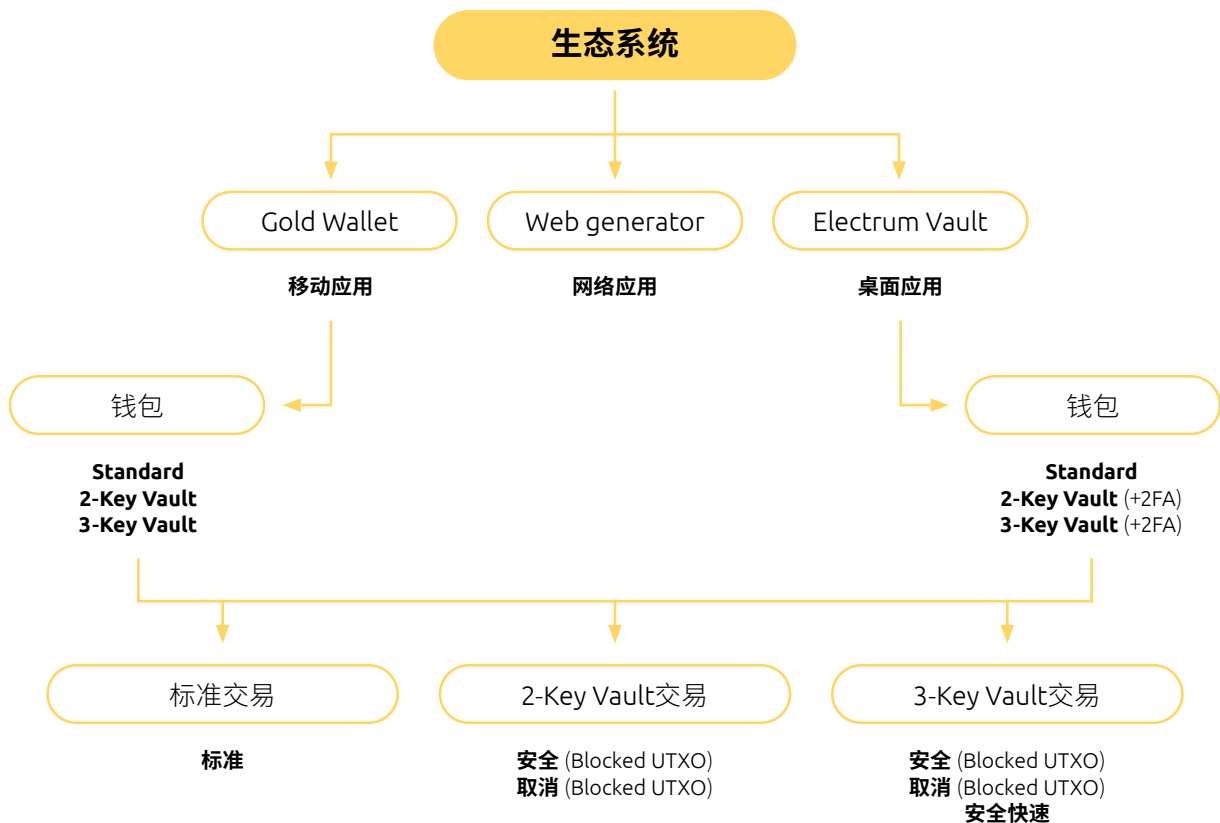 生态系统
Gold Wallet
Web generator
Electrum Vault
移动应用
网络应用
桌面应用
钱包
钱包
Standard
2-Key Vault
3-Key Vault
Standard
2-Key Vault (+2FA)
3-Key Vault (+2FA)
标准交易
2-Key Vault交易
3-Key Vault交易
标准
安全 (Blocked UTXO)
取消 (Blocked UTXO)
安全 (Blocked UTXO)
取消 (Blocked UTXO)
安全快速